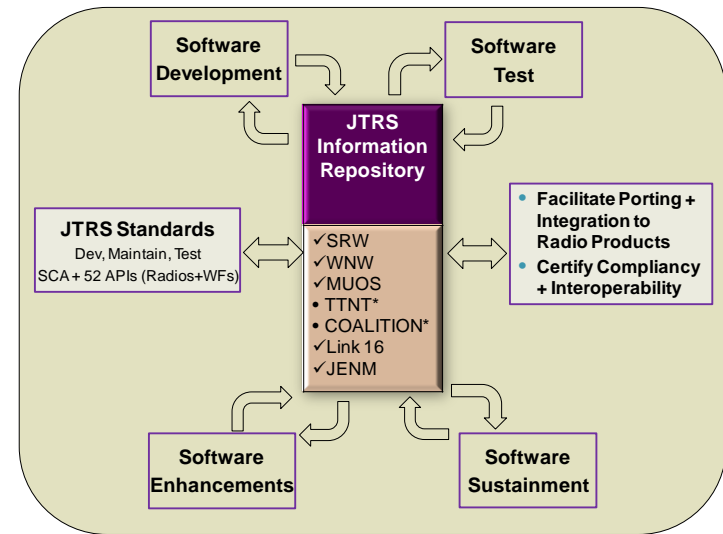 Software
Development
Software
Test
JTRS
Information
Repository
JTRS Standards
Dev, Maintain, Test
SCA + 52 APIs (Radios+WFs)
✓SRW
✓WNW
✓MUOS
• TTNT*
• COALITION*
✓Link 16
✓JENM
• Facilitate Porting +
Integration to
Radio Products
• Certify Compliancy
+ Interoperability
Software
Enhancements
Software
Sustainment